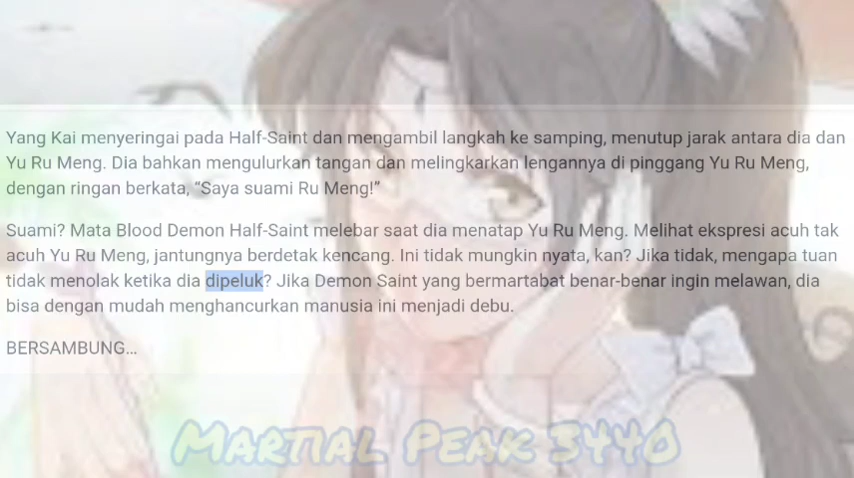 Yang Kai menyeringai pada Half-Saint dan mengambil langkah ke samping, menutup jarak antara dia dan
Yu Ru Meng. Dia bahkan mengulurkan tangan dan melingkarkan lengannya di pinggang Yu Ru Meng,
dengan ringan berkata, “Saya suami Ru Meng!”
Suami? Mata Blood Demon Half-Saint melebar saat dia menatap Yu Ru Meng. Melihat ekspresi acuh tak
acuh Yu Ru Meng, jantungnya berdetak kencang. Ini tidak mungkin nyata, kan? Jika tidak, mengapa tuan
tidak menolak ketika dia dipeluk? Jika Demon Saint yang bermartabat benar-benar ingin melawan, dia
bisa dengan mudah menghancurkan manusia ini menjadi debu.
BERSAMBUNG…
Martial Peak 3440